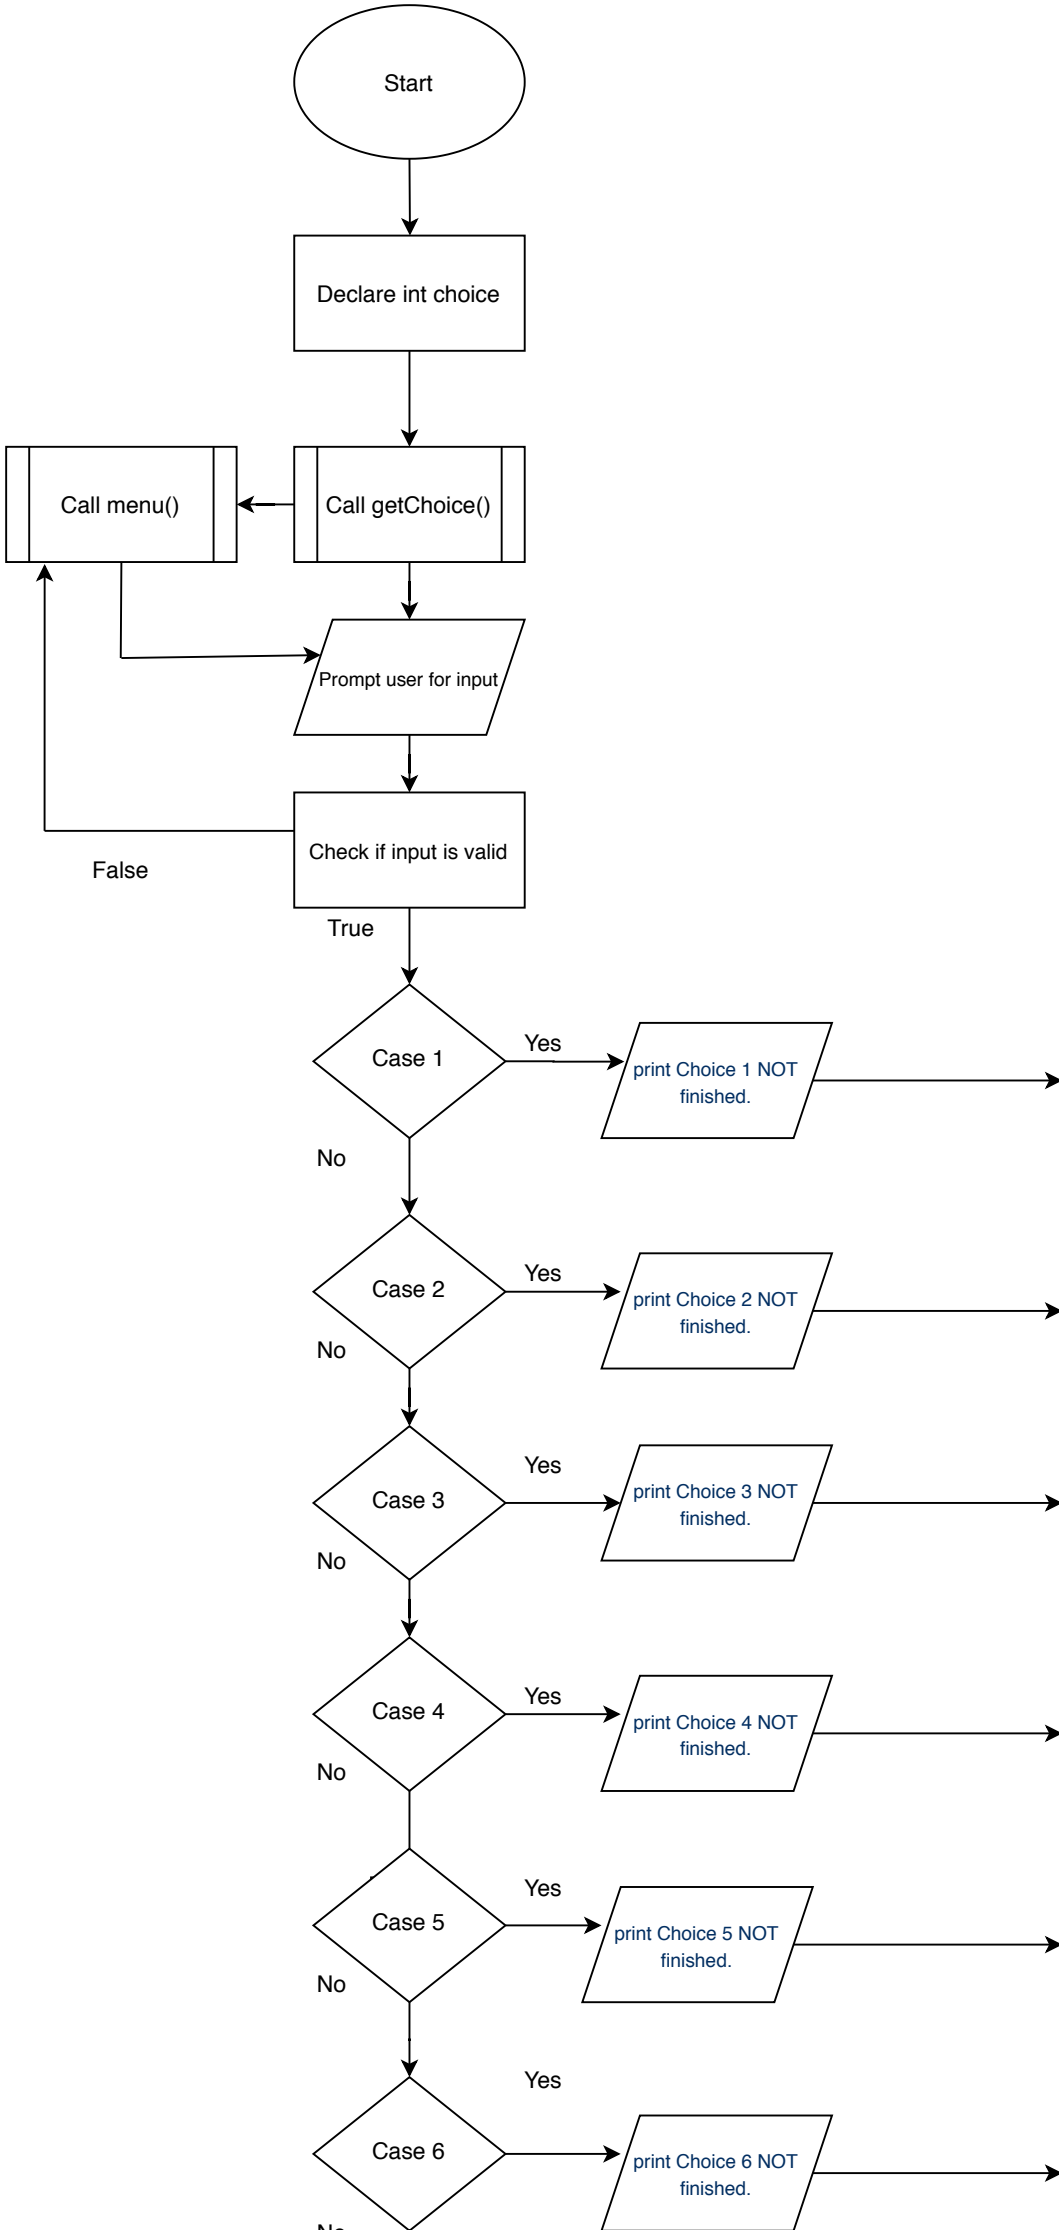 Start
Declare int choice
Call menu()
Call getChoice()
Prompt user for input
Check if input is valid
False
True
Case 1
Yes
print Choice 1 NOT
finished.
No
Case 2
Yes
print Choice 2 NOT
finished.
No
Case 3
Yes
print Choice 3 NOT
finished.
No
Case 4
Yes
print Choice 4 NOT
finished.
No
Case 5
Yes
print Choice 5 NOT
finished.
No
Case 6
Yes
print Choice 6 NOT
finished.
No